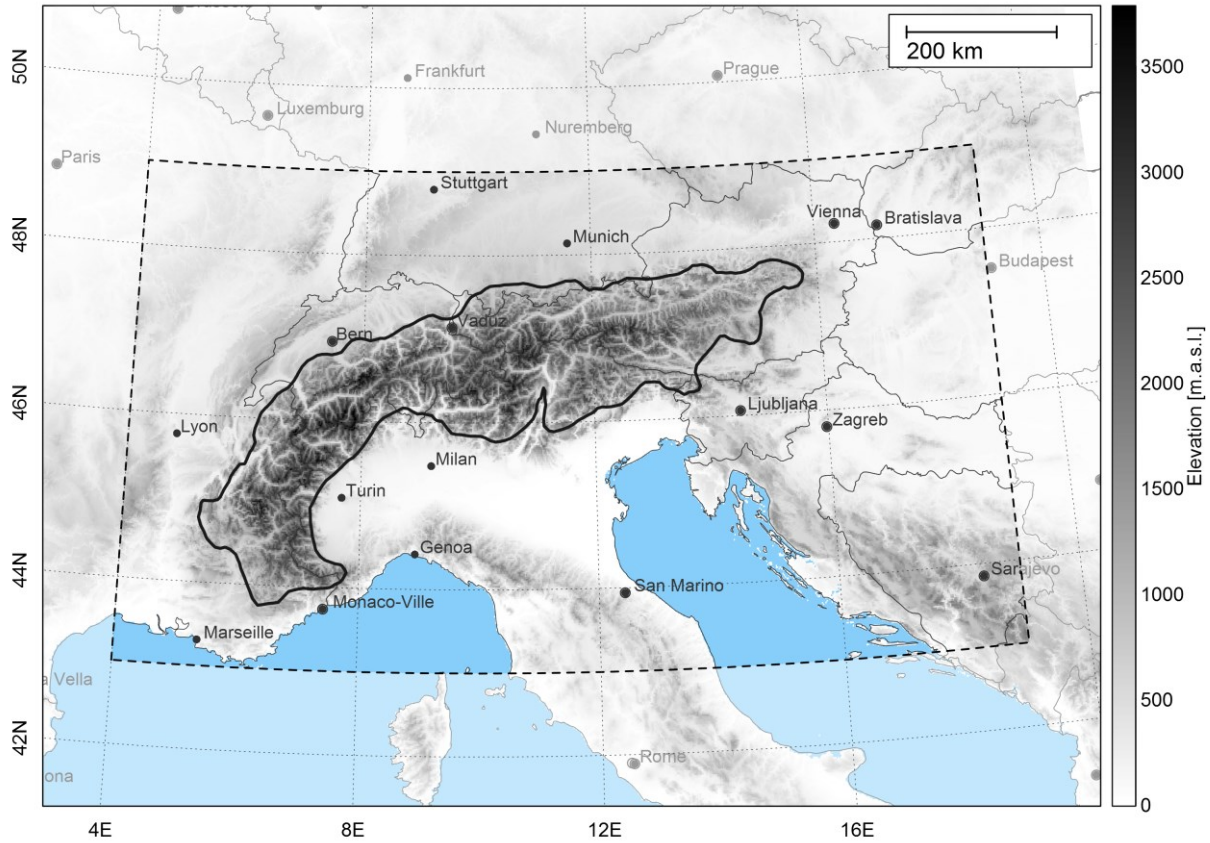 200 km
50N
48N
46N
44N
42N
4E
8E
12E
16E
Frankfurt
Prague
Luxemburg
Nuremberg
Paris
Stuttgart
Vienna
Bratislava
Munich
Budapest
Vaduz
Bern
Ljubljana
Zagreb
Lyon
Milan
Turin
Genoa
Sarajevo
San Marino
Monaco-Ville
Marseille
a Vella
Rome
ona
3500
3000
2500
2000
1500
1000
500
0
Elevation [m.a.s.l.]